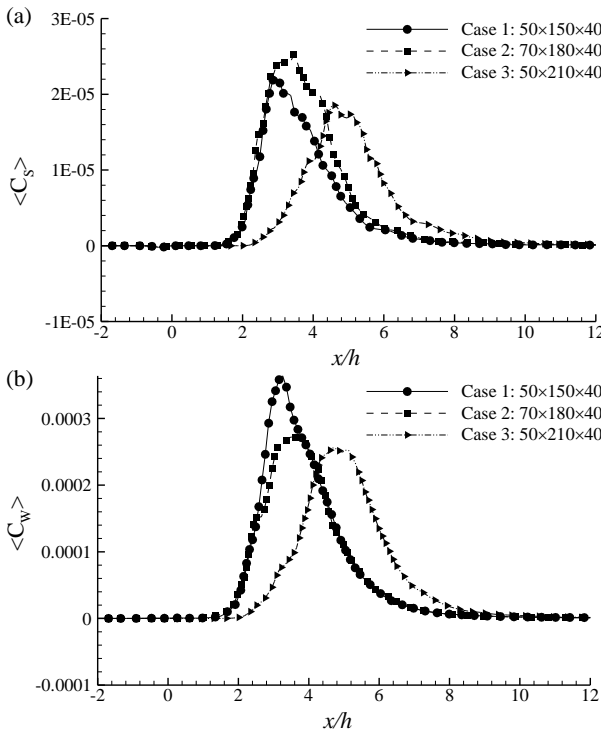 (a)
Case 1: 50×150×40
Case 2: 70×180×40
Case 3: 50×210×40
3E-05
2E-05
1E-05
0
-1E-05
<C_S>
-2 0 2 4 6 8 10 12
x/h
(b)
Case 1: 50×150×40
Case 2: 70×180×40
Case 3: 50×210×40
0.0003
0.0002
0.0001
0
-0.0001
<C_W>
-2 0 2 4 6 8 10 12
x/h